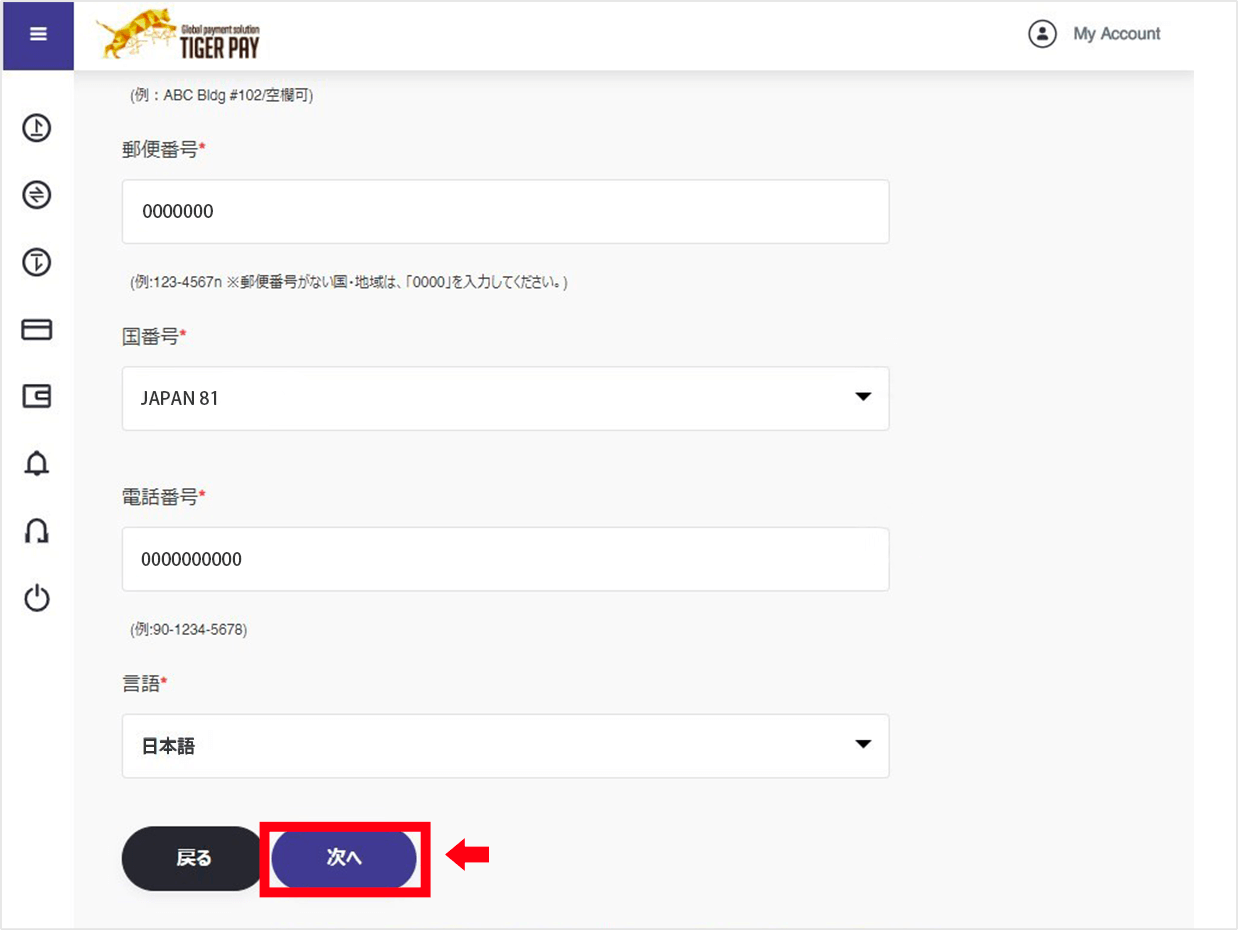 Global payment solution
TIGER PAY
My Account
(例：ABC Bldg #102/空欄可)
郵便番号*
0000000
(例:123-4567n ※郵便番号がない国・地域は、「0000」を入力してください。)
国番号*
JAPAN 81
電話番号*
0000000000
(例:90-1234-5678)
言語*
日本語
戻る
次へ